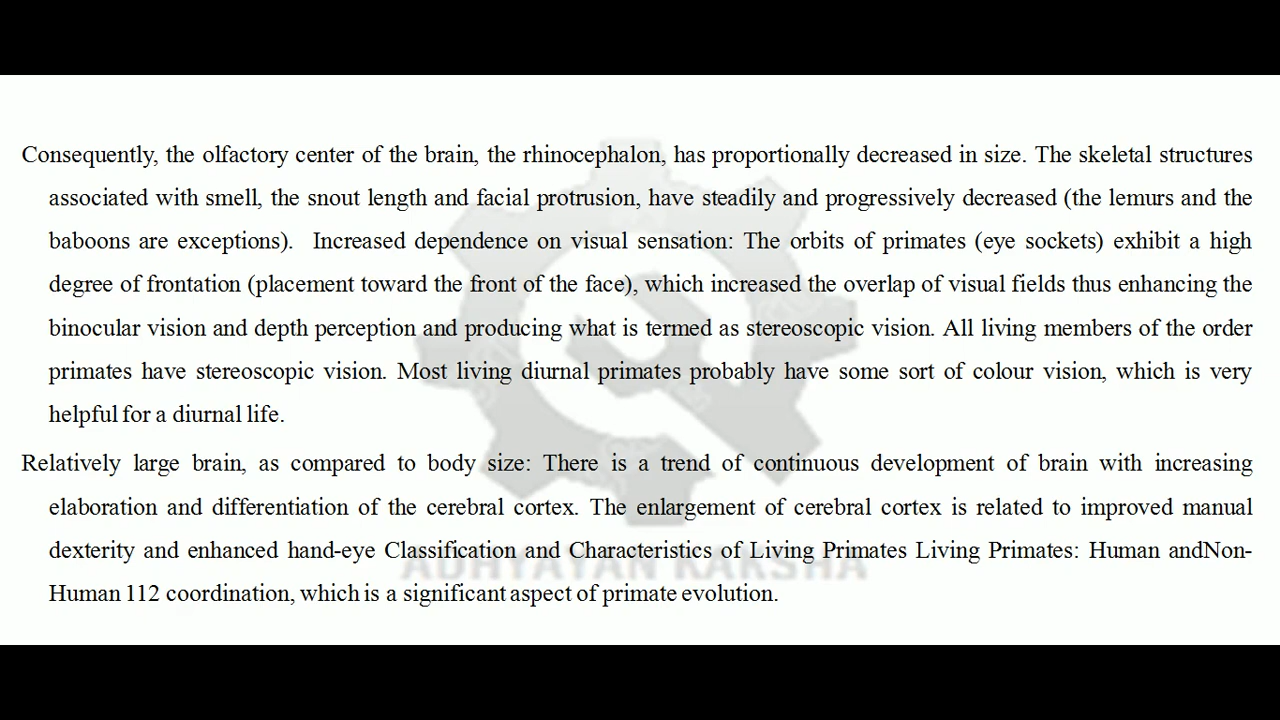 Consequently, the olfactory center of the brain, the rhinocephalon, has proportionally decreased in size. The skeletal structures
associated with smell, the snout length and facial protrusion, have steadily and progressively decreased (the lemurs and the
baboons are exceptions).  Increased dependence on visual sensation: The orbits of primates (eye sockets) exhibit a high
degree of frontation (placement toward the front of the face), which increased the overlap of visual fields thus enhancing the
binocular vision and depth perception and producing what is termed as stereoscopic vision. All living members of the order
primates have stereoscopic vision. Most living diurnal primates probably have some sort of colour vision, which is very
helpful for a diurnal life.
Relatively large brain, as compared to body size: There is a trend of continuous development of brain with increasing
elaboration and differentiation of the cerebral cortex. The enlargement of cerebral cortex is related to improved manual
dexterity and enhanced hand-eye Classification and Characteristics of Living Primates Living Primates: Human andNon-
ADHYAYAN KAKSHA
Human 112 coordination, which is a significant aspect of primate evolution.